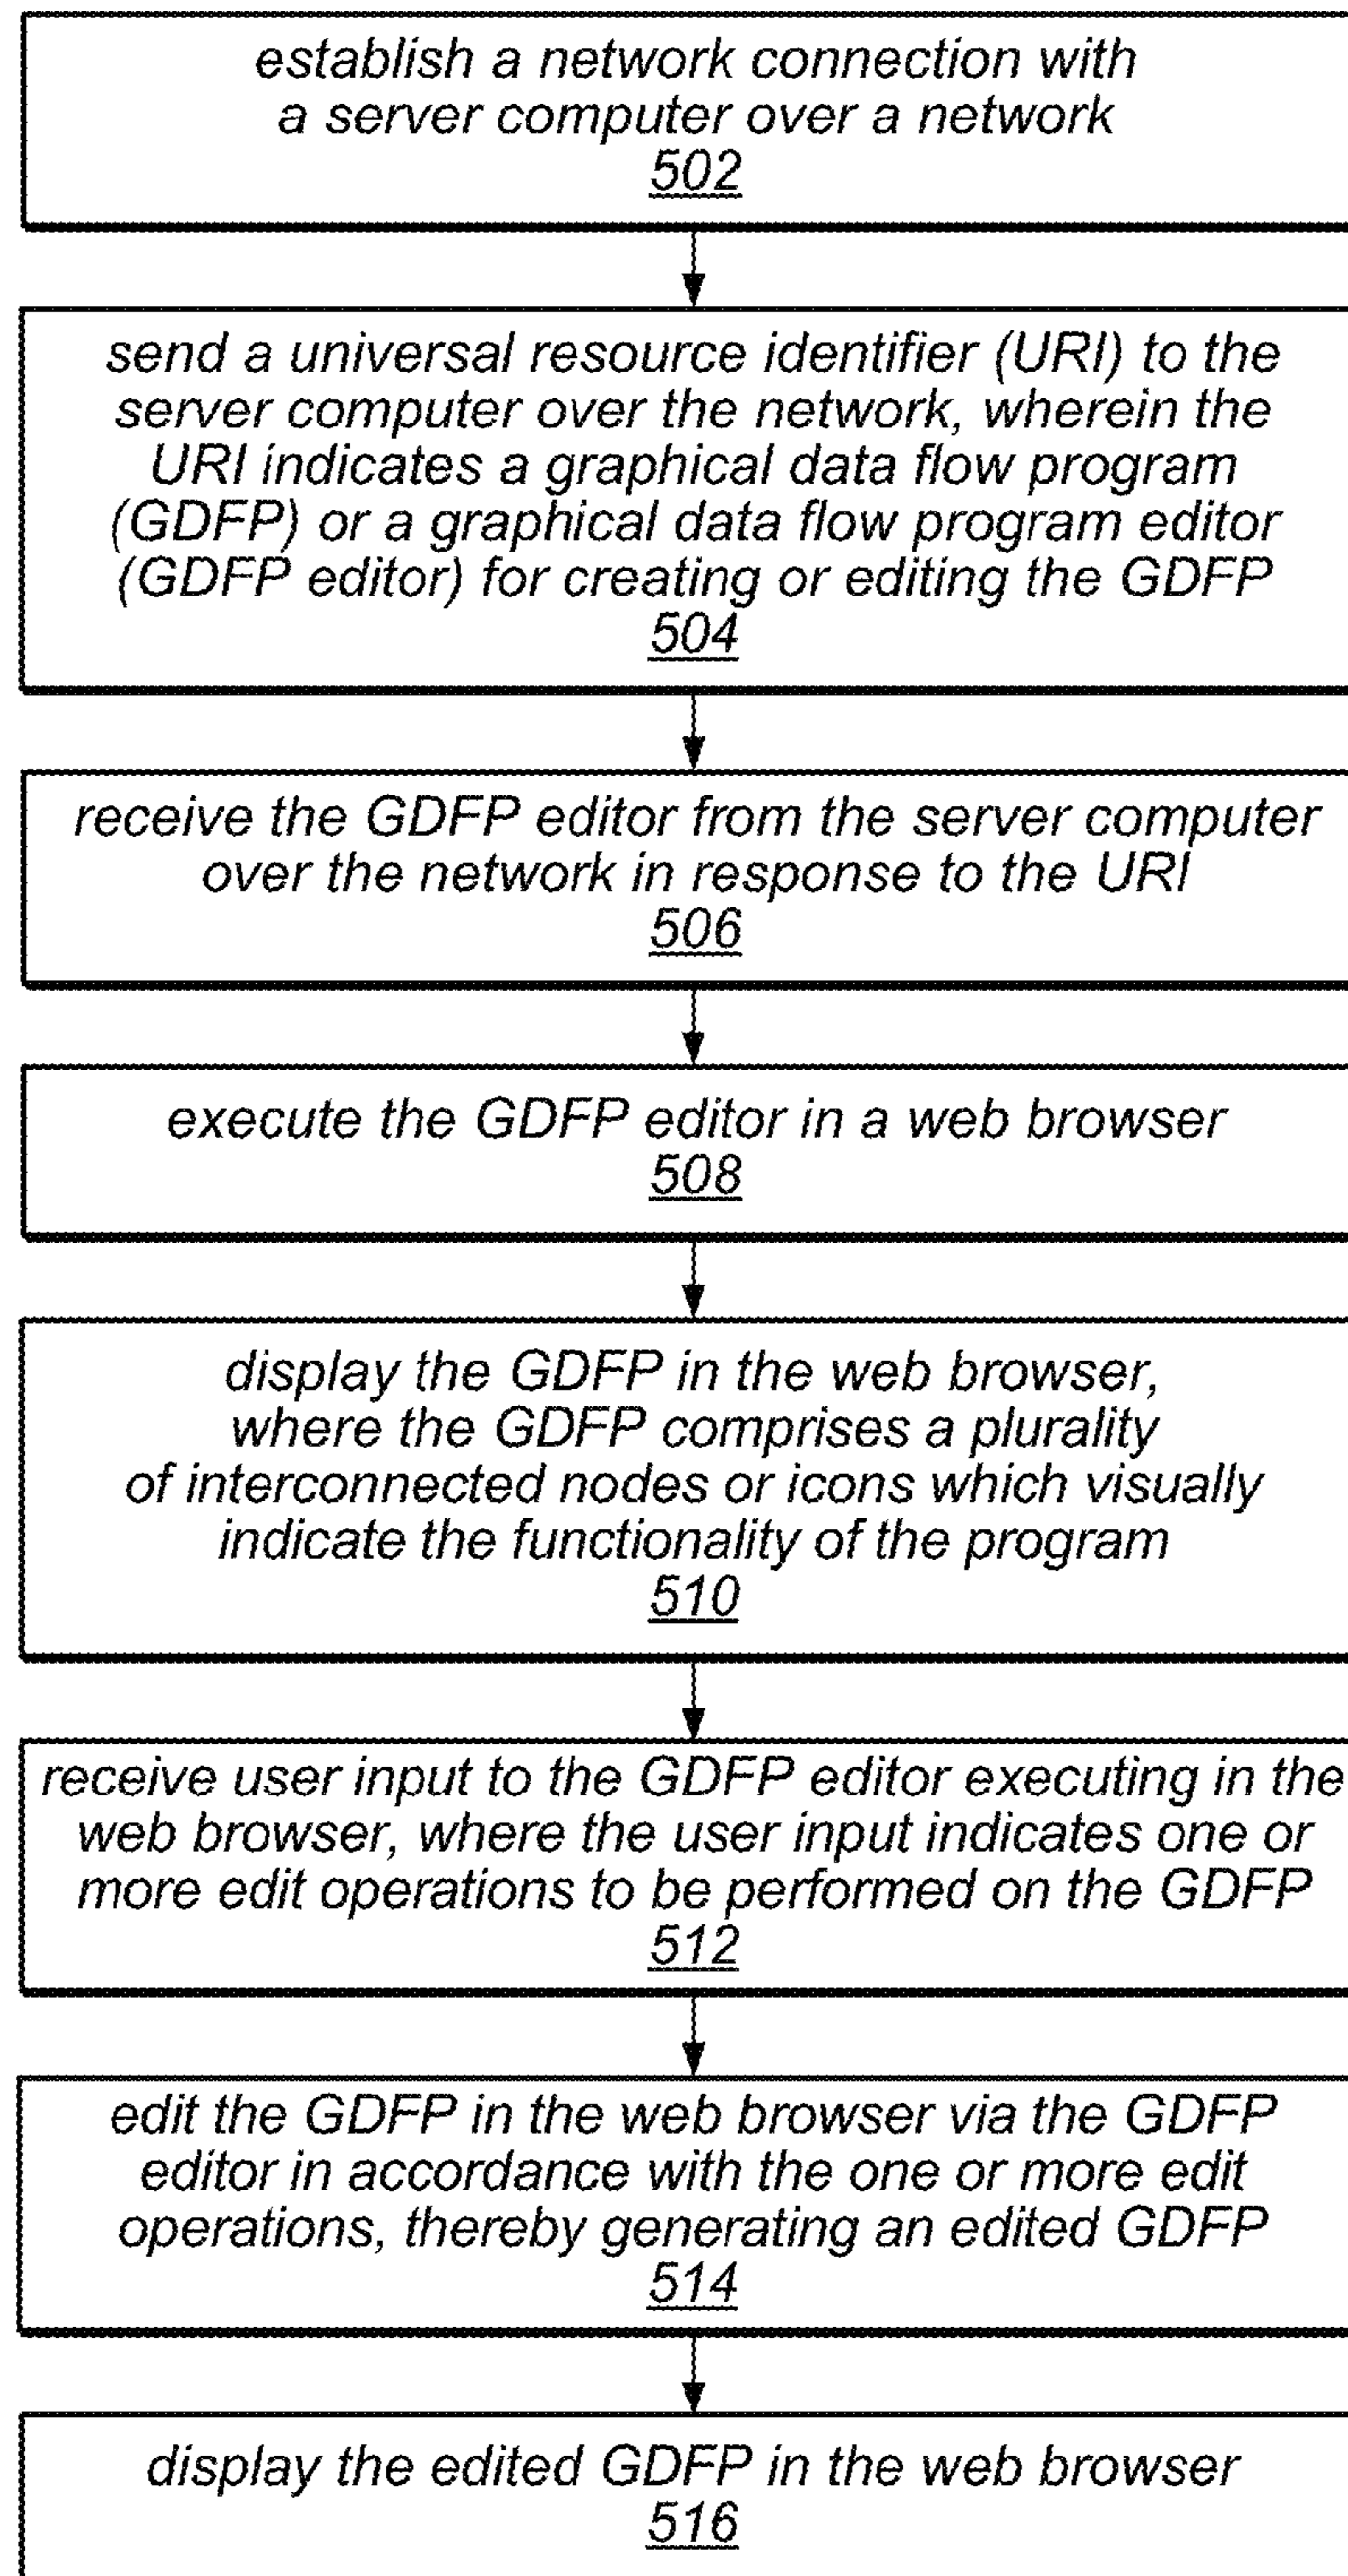 establish a network connection with
a server computer over a network
502
send a universal resource identifier (URI) to the
server computer over the network, wherein the
URI indicates a graphical data flow program
(GDFP) or a graphical data flow program editor
(GDFP editor) for creating or editing the GDFP
504
receive the GDFP editor from the server computer
over the network in response to the URI
506
execute the GDFP editor in a web browser
508
display the GDFP in the web browser,
where the GDFP comprises a plurality
of interconnected nodes or icons which visually
indicate the functionality of the program
510
receive user input to the GDFP editor executing in the
web browser, where the user input indicates one or
more edit operations to be performed on the GDFP
512
edit the GDFP in the web browser via the GDFP
editor in accordance with the one or more edit
operations, thereby generating an edited GDFP
514
display the edited GDFP in the web browser
516